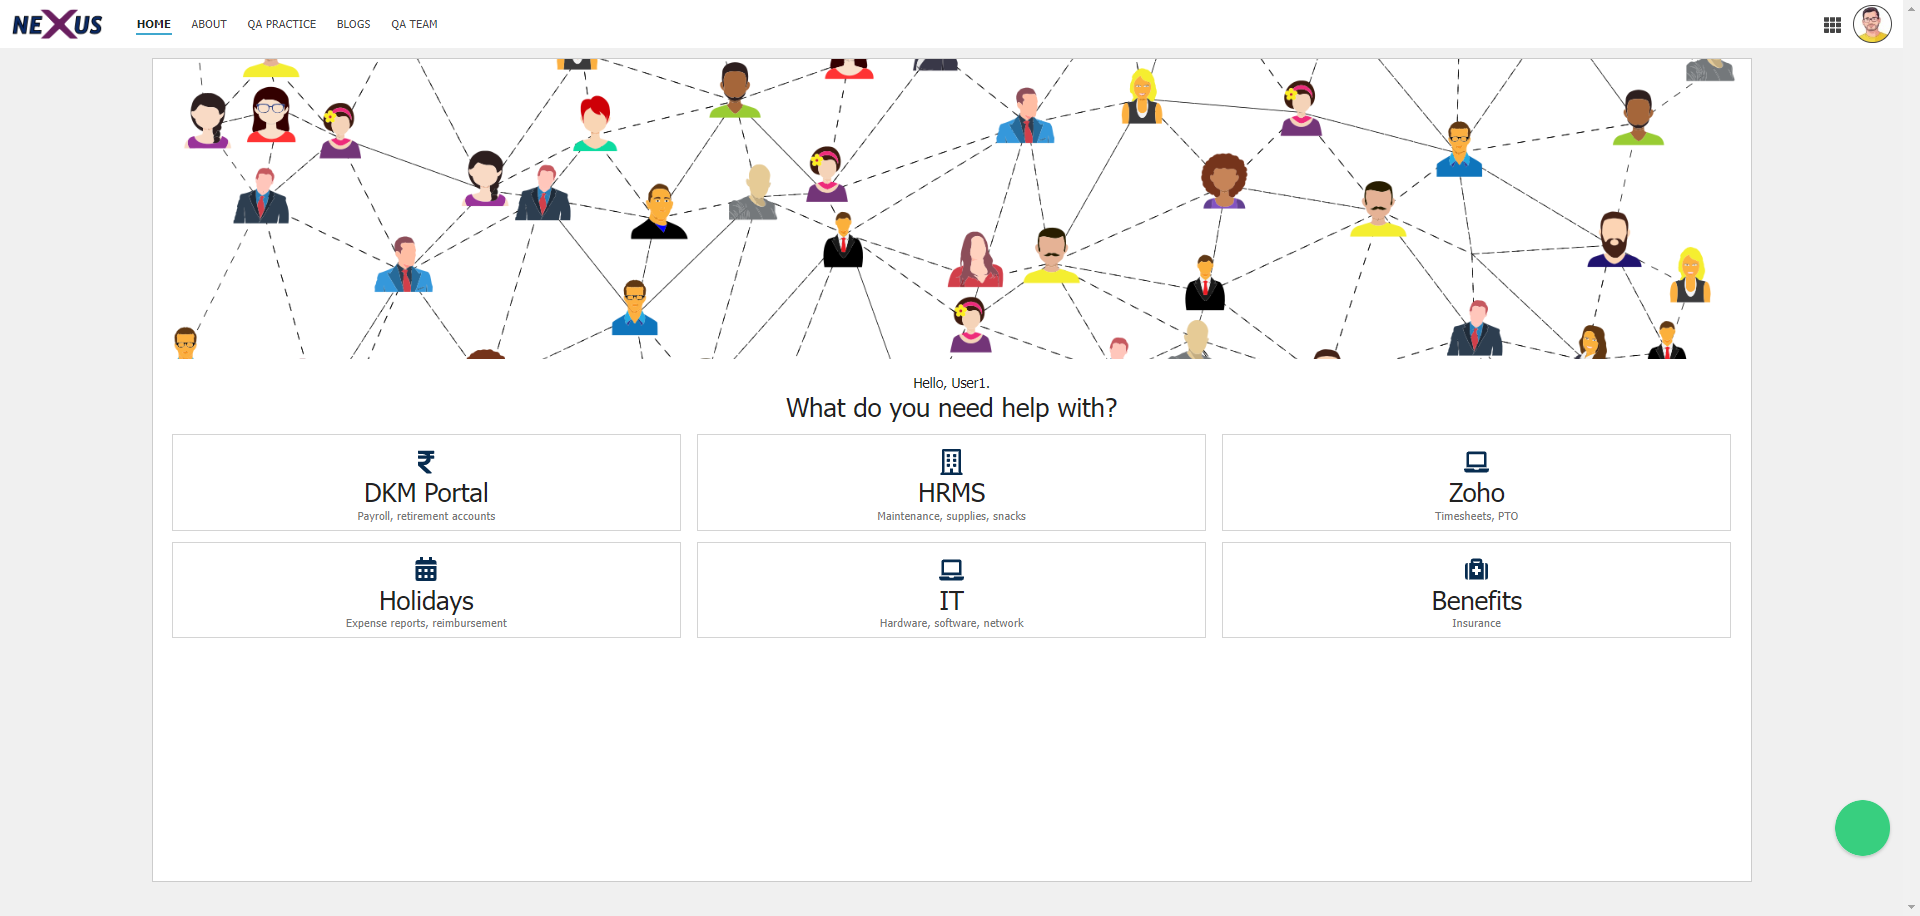 NEXUS
HOME ABOUT QA PRACTICE BLOGS QA TEAM
Hello, User1.
What do you need help with?
DKM Portal
Payroll, retirement accounts
HRMS
Maintenance, supplies, snacks
Zoho
Timesheets, PTO
Holidays
Expense reports, reimbursement
IT
Hardware, software, network
Benefits
Insurance